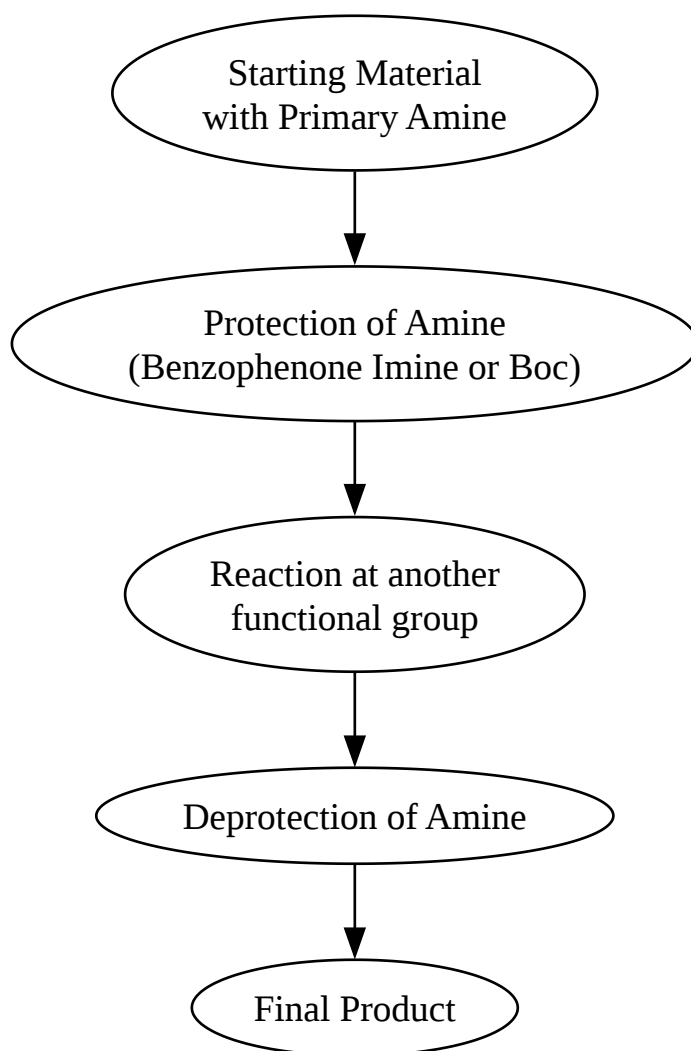 Starting Material
with Primary Amine
Protection of Amine
(Benzophenone Imine or Boc)
Reaction at another
functional group
Deprotection of Amine
Final Product